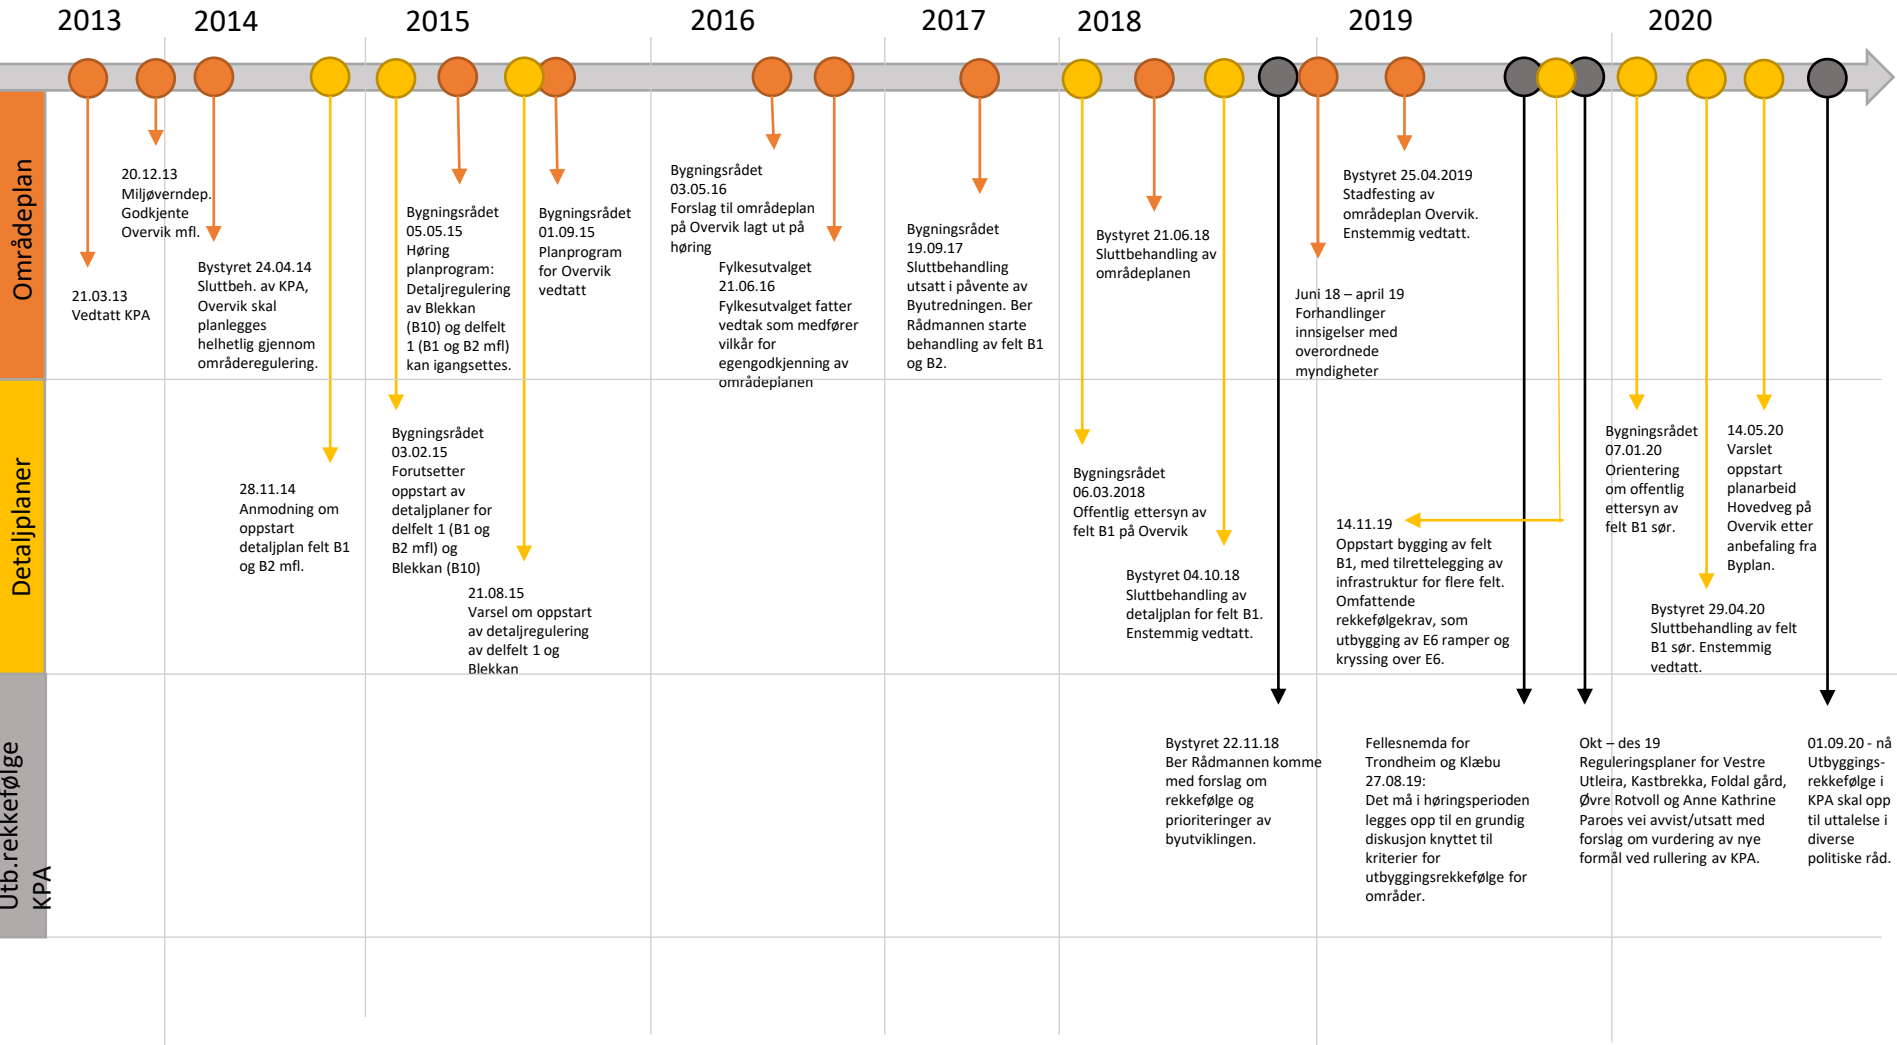 2013
2014
2015
2016
2017
2018
2019
2020
Områdeplan
21.03.13
Vedtatt KPA
20.12.13
Miljøverndep.
Godkjente
Overvik mfl.
Bystyret 24.04.14
Sluttbeh. av KPA,
Overvik skal
planlegges
helhetlig gjennom
områderegulering.
Bygningsrådet
05.05.15
Høring
planprogram:
Detaljregulering
av Blekkan
(B10) og delfelt
1 (B1 og B2 mfl)
kan igangsettes.
Bygningsrådet
01.09.15
Planprogram
for Overvik
vedtatt
Bygningsrådet
03.05.16
Forslag til områdeplan
på Overvik lagt ut på
høring
Fylkesutvalget
21.06.16
Fylkesutvalget fatter
vedtak som medfører
vilkår for
egengodkjenning av
områdeplanen
Bygningsrådet
19.09.17
Sluttbehandling
utsatt i påvente av
Byutredningen. Ber
Rådmannen starte
behandling av felt B1
og B2.
Bystyret 21.06.18
Sluttbehandling av
områdeplanen
Juni 18 – april 19
Forhandlinger
innsigelser med
overordnede
myndigheter
Bystyret 25.04.2019
Stadfesting av
områdeplan Overvik.
Enstemmig vedtatt.
Detaljplaner
28.11.14
Anmodning om
oppstart
detaljplan felt B1
og B2 mfl.
Bygningsrådet
03.02.15
Forutsetter
oppstart av
detaljplaner for
delfelt 1 (B1 og
B2 mfl) og
Blekkan (B10)
21.08.15
Varsel om oppstart
av detaljregulering
av delfelt 1 og
Blekkan
Bygningsrådet
06.03.2018
Offentlig ettersyn av
felt B1 på Overvik
Bystyret 04.10.18
Sluttbehandling av
detaljplan for felt B1.
Enstemmig vedtatt.
14.11.19
Oppstart bygging av felt
B1, med tilrettelegging av
infrastruktur for flere felt.
Omfattende
rekkefølgekrav, som
utbygging av E6 ramper og
kryssing over E6.
Bygningsrådet
07.01.20
Orientering
om offentlig
ettersyn av
felt B1 sør.
Bystyret 29.04.20
Sluttbehandling av felt
B1 sør. Enstemmig
vedtatt.
14.05.20
Varslet
oppstart
planarbeid
Hovedveg på
Overvik etter
anbefaling fra
Byplan.
Utb.rekkefølge
KPA
Bystyret 22.11.18
Ber Rådmannen komme
med forslag om
rekkefølge og
prioriteringer av
byutviklingen.
Fellesnemda for
Trondheim og Klæbu
27.08.19:
Det må i høringsperioden
legges opp til en grundig
diskusjon knyttet til
kriterier for
utbyggingsrekkefølge for
områder.
Okt – des 19
Reguleringsplaner for Vestre
Utleira, Kastbrekka, Foldal gård,
Øvre Rotvoll og Anne Kathrine
Paroes vei avvist/utsatt med
forslag om vurdering av nye
formål ved rullering av KPA.
01.09.20 - nå
Utbyggings-
rekkefølge i
KPA skal opp
til uttalelse i
diverse
politiske råd.